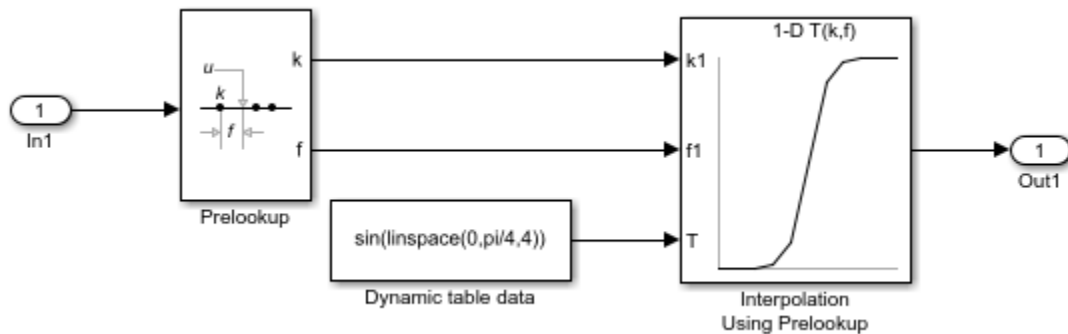 1
In1
u
k
f
k
f
Prelookup
sin(linspace(0,pi/4,4))
Dynamic table data
1-D T(k,f)
k1
f1
T
Interpolation
Using Prelookup
1
Out1